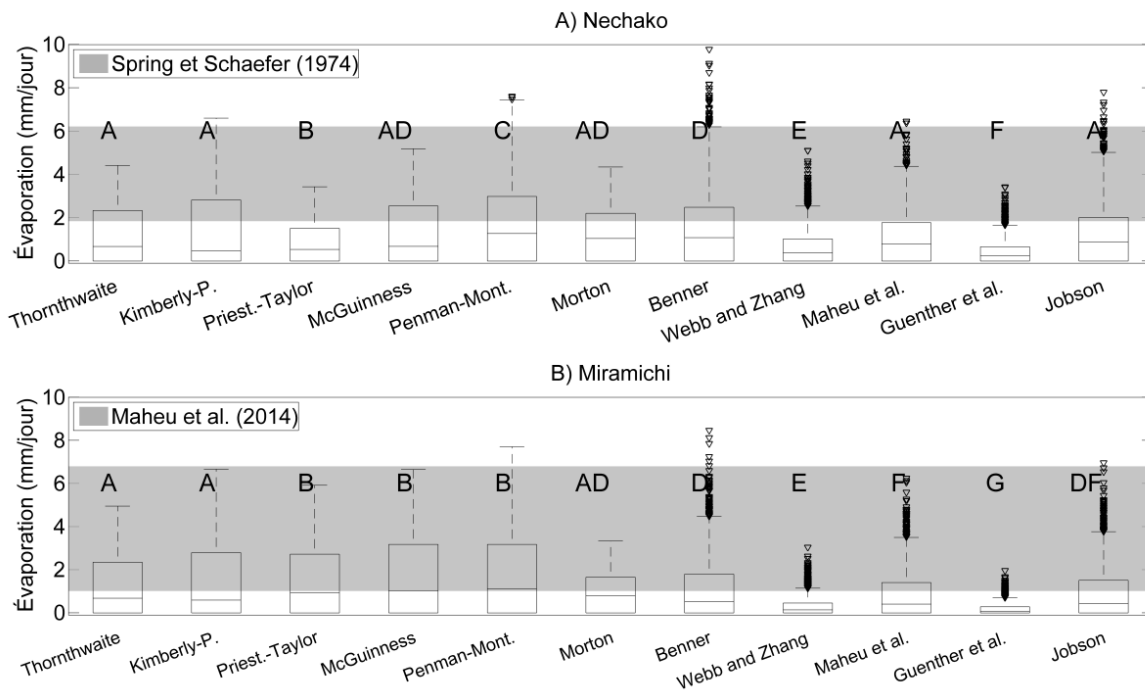 A) Nechako
Évaporation (mm/jour)
10
8
6
4
2
0
Spring et Schaefer (1974)
A A B AD C AD D E A F A
Thornthwaite Kimberly-P. Priest.-Taylor McGuinness Penman-Mont. Morton Benner Webb and Zhang Maheu et al. Guenther et al. Jobson
B) Miramichi
Évaporation (mm/jour)
10
8
6
4
2
0
Maheu et al. (2014)
A A B B B AD D E F G DF
Thornthwaite Kimberly-P. Priest.-Taylor McGuinness Penman-Mont. Morton Benner Webb and Zhang Maheu et al. Guenther et al. Jobson